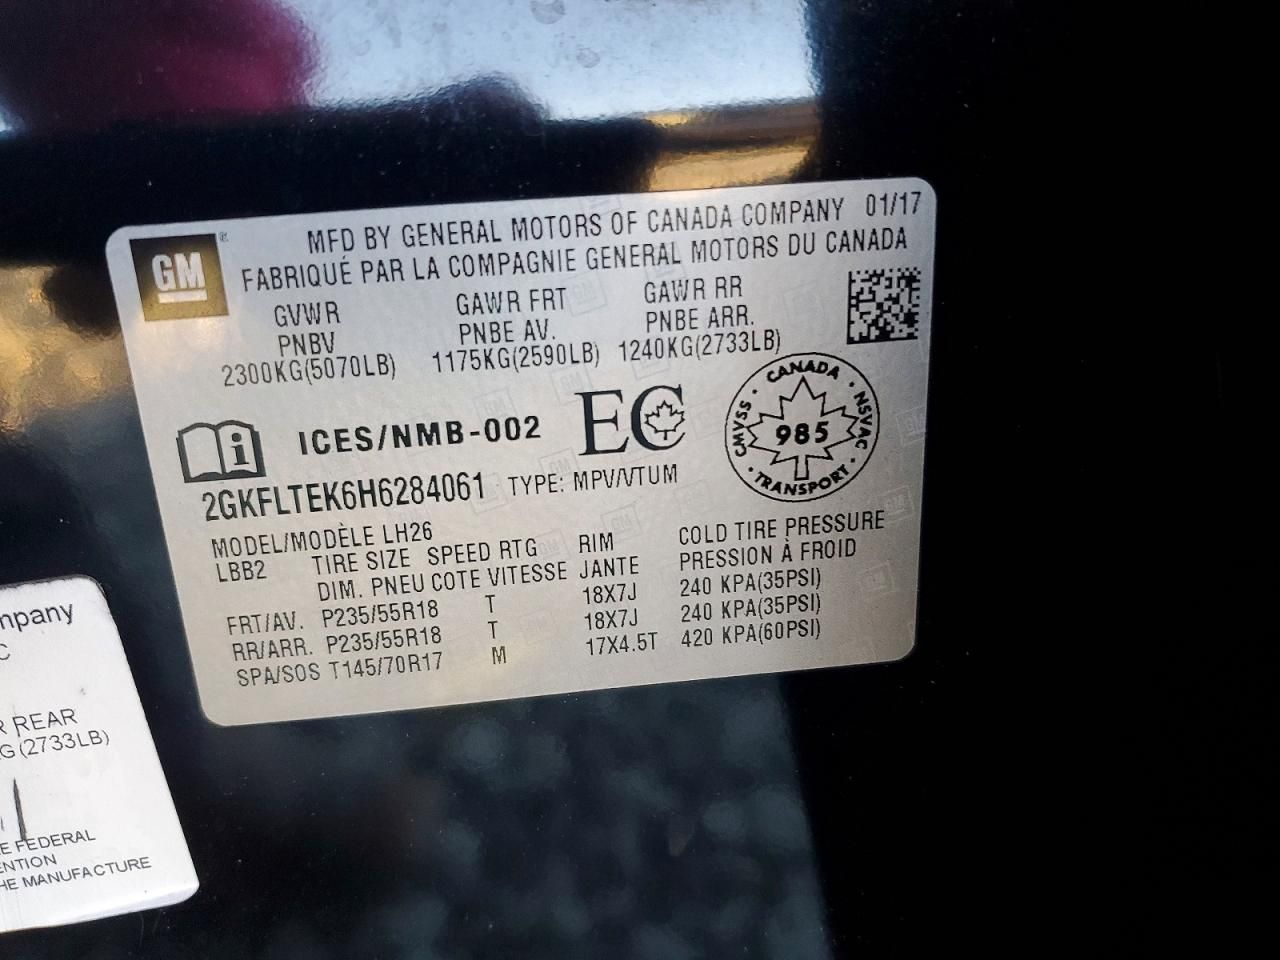 GM ®
MFD BY GENERAL MOTORS OF CANADA COMPANY 01/17
FABRIQUÉ PAR LA COMPAGNIE GENERAL MOTORS DU CANADA
GVWR GAWR FRT GAWR RR
PNBV PNBE AV. PNBE ARR.
2300KG(5070LB) 1175KG(2590LB) 1240KG(2733LB)
i ICES/NMB-002 EC
CANADA · NSVAC · TRANSPORT · CMVSS ·
985
2GKFLTEK6H6284061 TYPE: MPV/VTUM
MODEL/MODÈLE LH26
LBB2 TIRE SIZE SPEED RTG RIM COLD TIRE PRESSURE
DIM. PNEU COTE VITESSE JANTE PRESSION À FROID
FRT/AV. P235/55R18 T 18X7J 240 KPA(35PSI)
RR/ARR. P235/55R18 T 18X7J 240 KPA(35PSI)
SPA/SOS T145/70R17 M 17X4.5T 420 KPA(60PSI)
mpany
C
R REAR
G (2733LB)
E FEDERAL
ENTION
HE MANUFACTURE